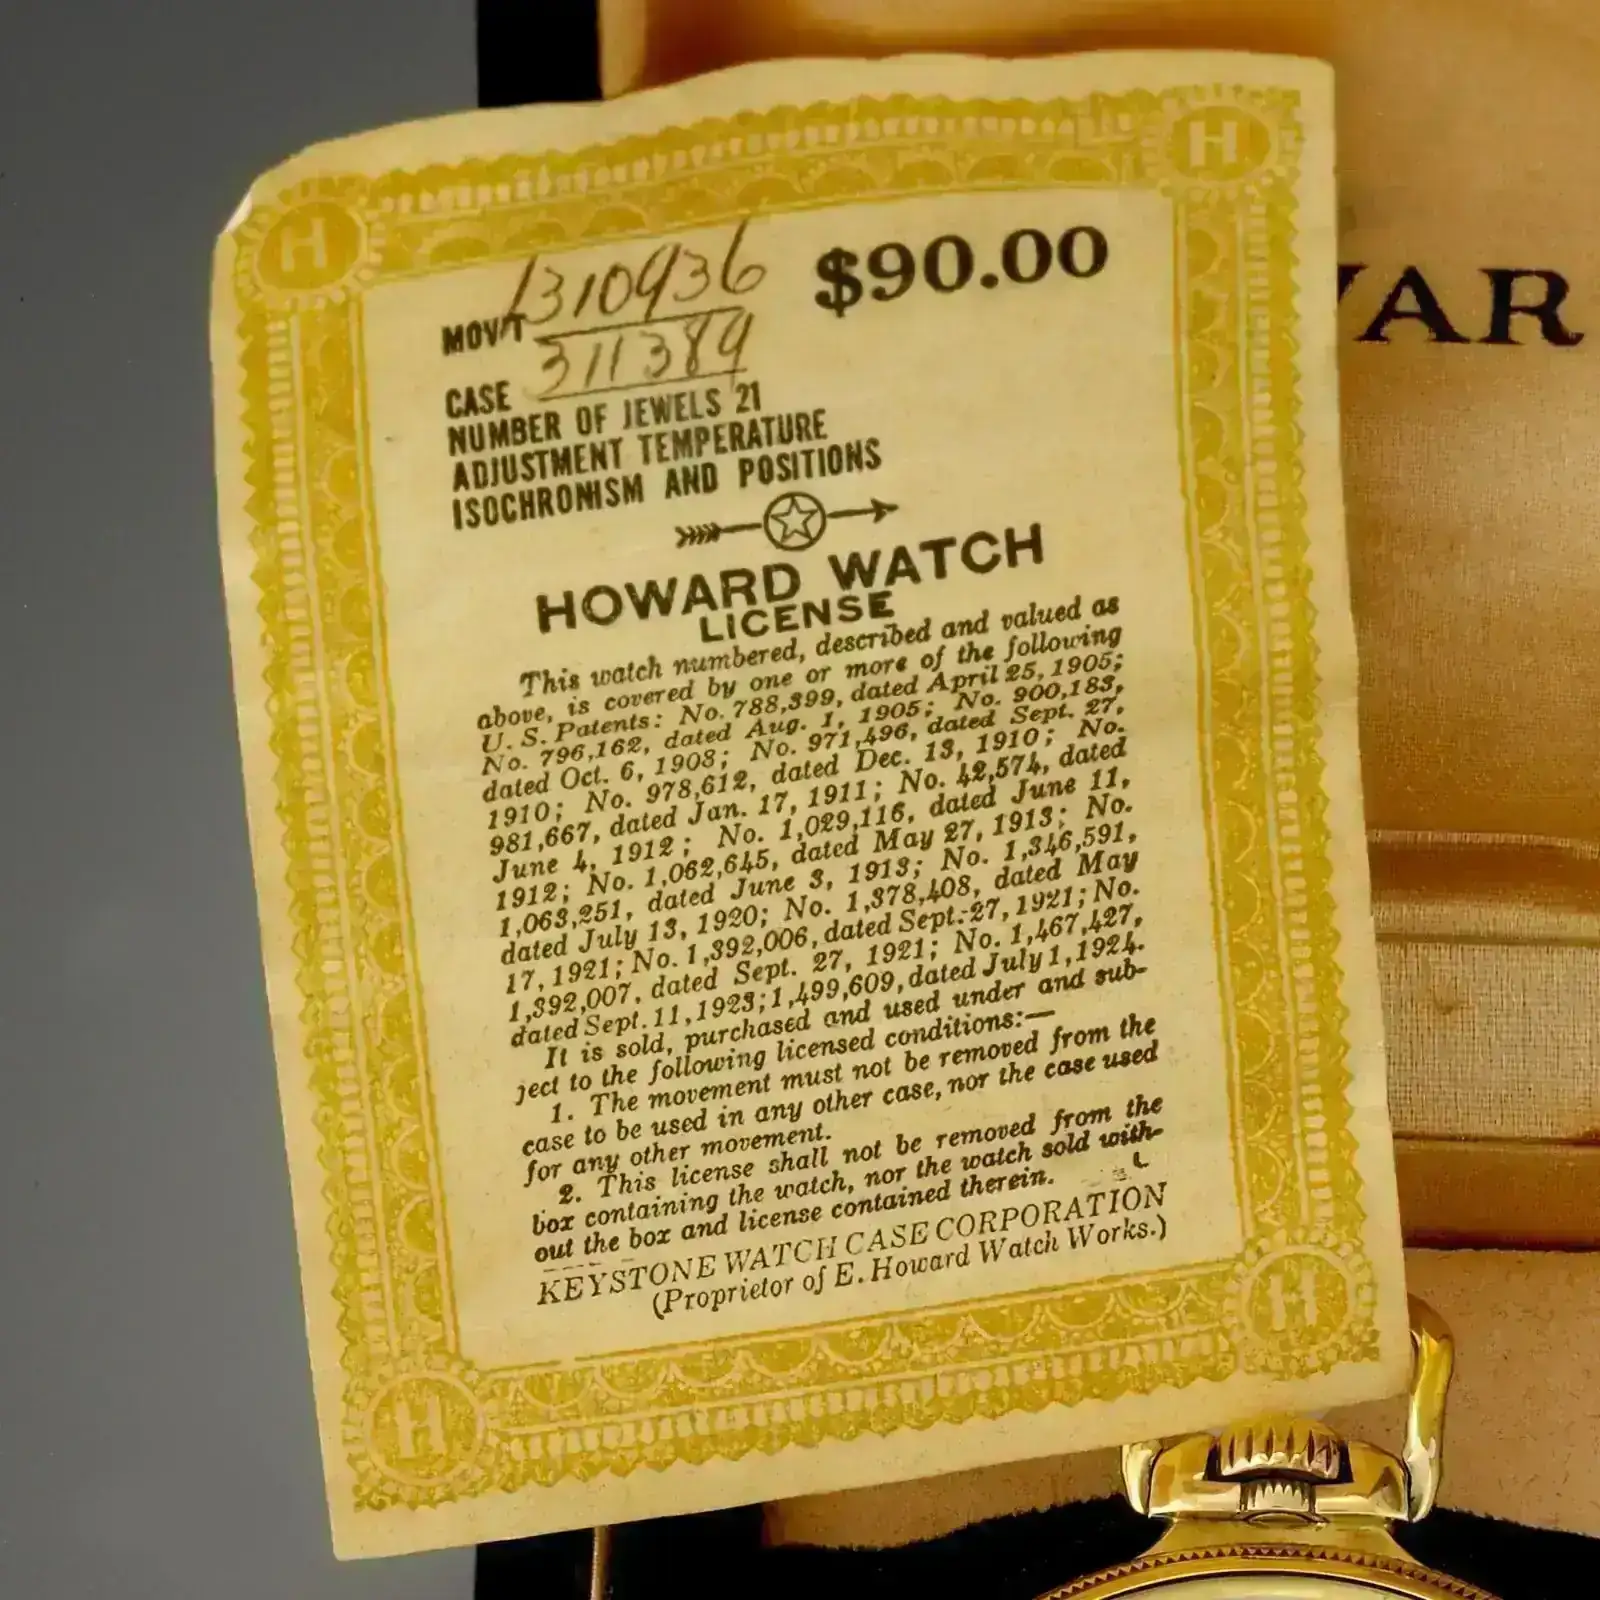 H H
1310936 $90.00
MOV'T
311389
CASE
NUMBER OF JEWELS 21
ADJUSTMENT TEMPERATURE
ISOCHRONISM AND POSITIONS
HOWARD WATCH
LICENSE
This watch numbered, described and valued as
above, is covered by one or more of the following
U. S. Patents: No. 788,399, dated April 25, 1905;
No. 796,162, dated Aug. 1, 1905; No. 900,183,
dated Oct. 6, 1908; No. 971,496, dated Sept. 27,
1910; No. 978,612, dated Dec. 13, 1910; No.
981,667, dated Jan. 17, 1911; No. 42,574, dated
June 4, 1912; No. 1,029,116, dated June 11,
1912; No. 1,062,645, dated May 27, 1913; No.
1,063,251, dated June 3, 1913; No. 1,346,591,
dated July 13, 1920; No. 1,378,408, dated May
17, 1921; No. 1,392,006, dated Sept. 27, 1921; No.
1,392,007, dated Sept. 27, 1921; No. 1,467,427,
dated Sept. 11, 1923; 1,499,609, dated July 1, 1924.
It is sold, purchased and used under and sub-
ject to the following licensed conditions:—
1. The movement must not be removed from the
case to be used in any other case, nor the case used
for any other movement.
2. This license shall not be removed from the
box containing the watch, nor the watch sold with-
out the box and license contained therein.
KEYSTONE WATCH CASE CORPORATION
(Proprietor of E. Howard Watch Works.)
H H